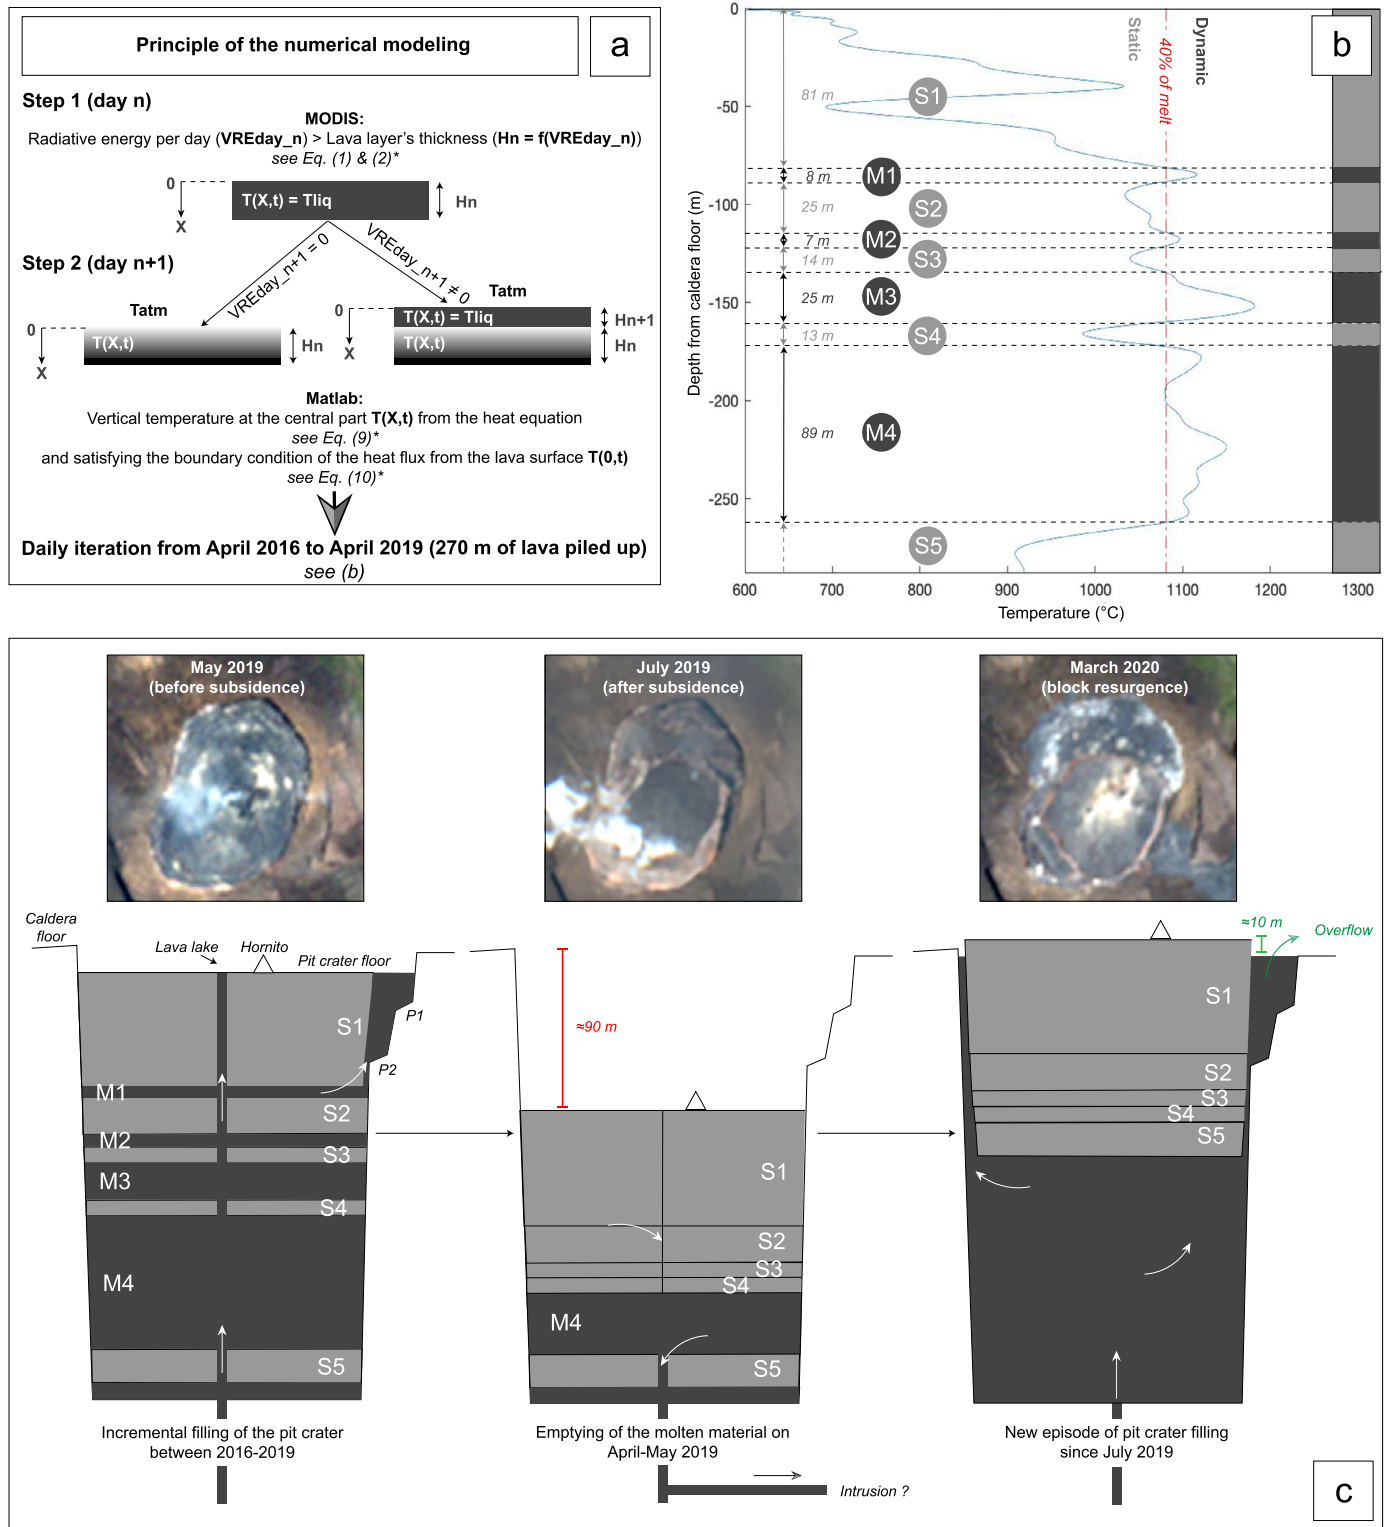 Principle of the numerical modeling
a
Step 1 (day n)
MODIS:
Radiative energy per day (VREday_n) > Lava layer's thickness (Hn = f(VREday_n))
see Eq. (1) & (2)*
0
X
T(X,t) = Tliq
Hn
VREday_n+1 = 0
VREday_n+1 ≠ 0
Step 2 (day n+1)
Tatm
0
X
T(X,t)
Hn
Tatm
0
X
T(X,t) = Tliq
T(X,t)
Hn+1
Hn
Matlab:
Vertical temperature at the central part T(X,t) from the heat equation
see Eq. (9)*
and satisfying the boundary condition of the heat flux from the lava surface T(0,t)
see Eq. (10)*
Daily iteration from April 2016 to April 2019 (270 m of lava piled up)
see (b)
b
Depth from caldera floor (m)
0
-50
-100
-150
-200
-250
600
700
800
900
1000
1100
1200
1300
Temperature (°C)
Static
40% of melt
Dynamic
81 m
S1
8 m
M1
25 m
S2
7 m
M2
14 m
S3
25 m
M3
13 m
S4
89 m
M4
S5
May 2019
(before subsidence)
July 2019
(after subsidence)
March 2020
(block resurgence)
Caldera
floor
Lava lake
Hornito
Pit crater floor
P1
P2
S1
M1
S2
M2
S3
M3
S4
M4
S5
Incremental filling of the pit crater
between 2016-2019
≈90 m
S1
S2
S3
S4
M4
S5
Emptying of the molten material on
April-May 2019
Intrusion ?
≈10 m
Overflow
S1
S2
S3
S4
S5
New episode of pit crater filling
since July 2019
c